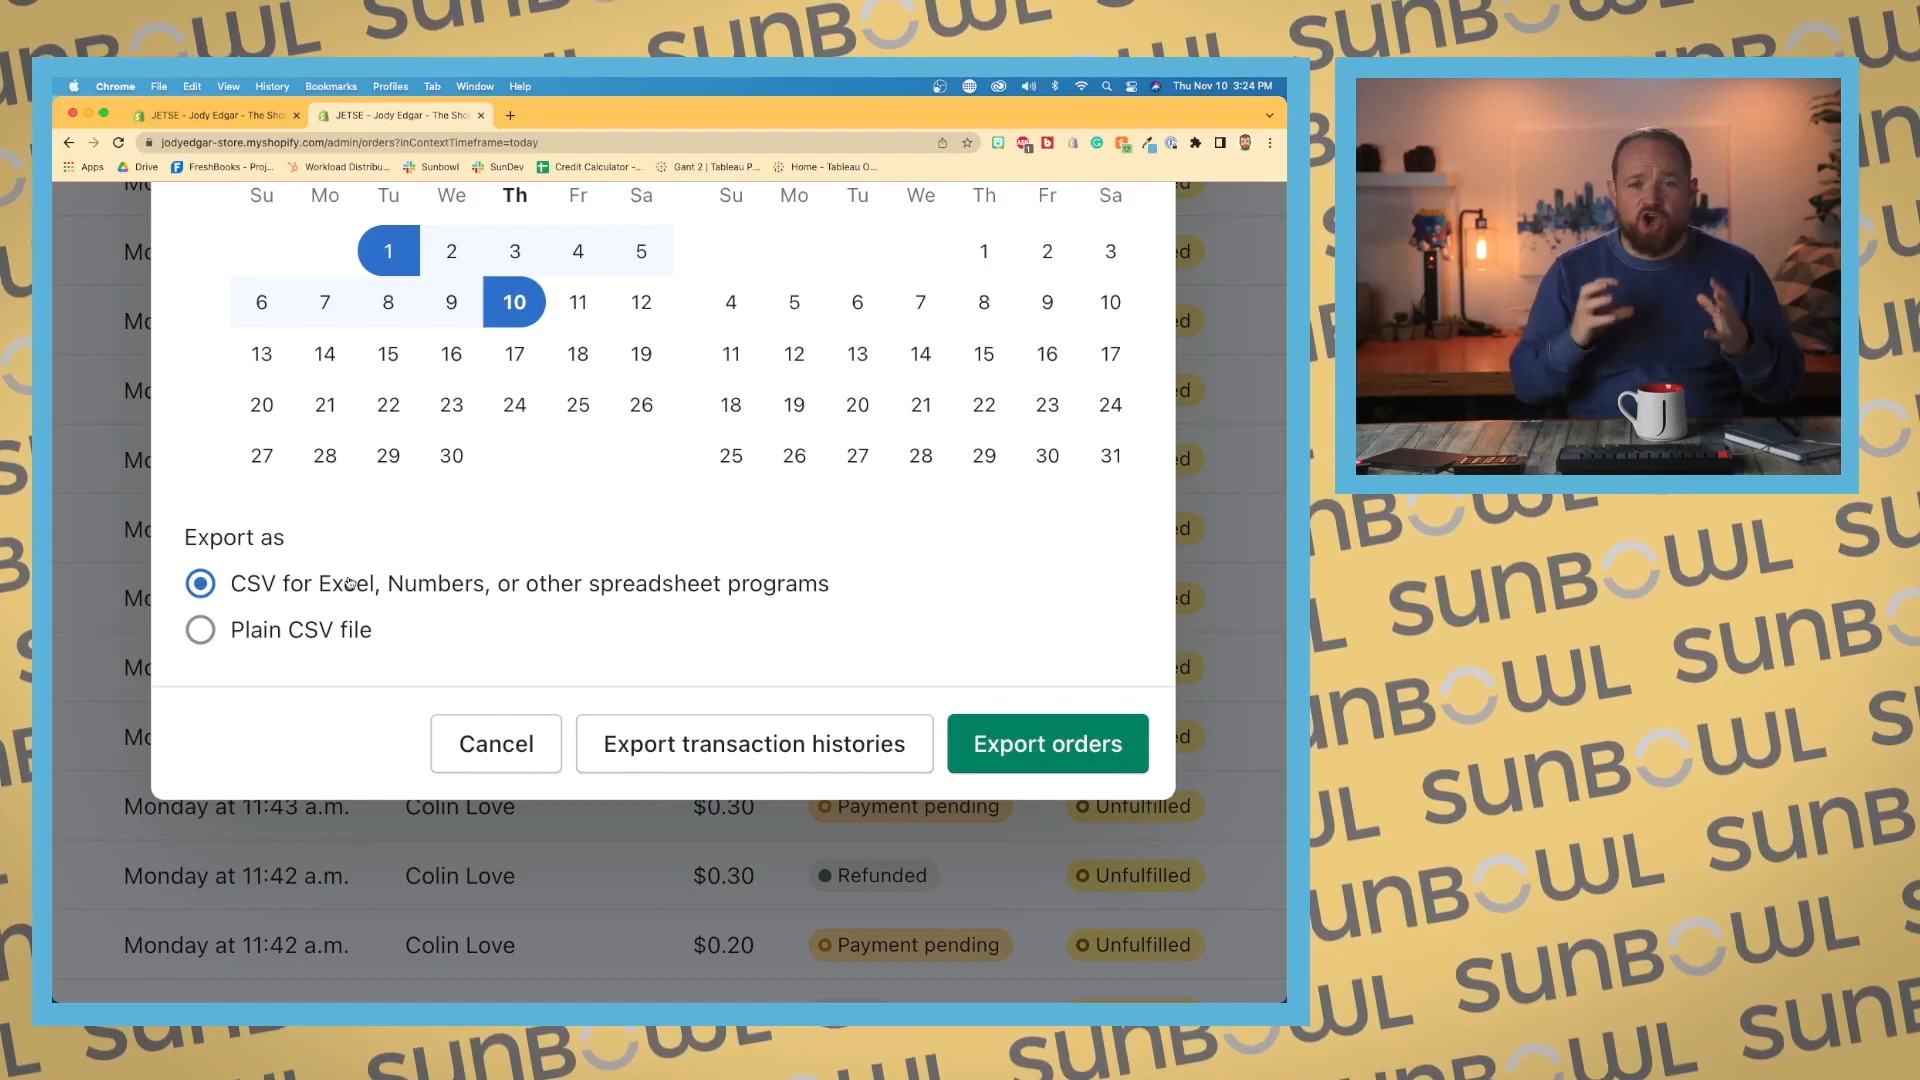 Chrome File Edit View History Bookmarks Profiles Tab Window Help Thu Nov 10 3:24 PM
JETSE - Jody Edgar - The Sho JETSE - Jody Edgar - The Sho
jodyedgar-store.myshopify.com/admin/orders?inContextTimeframe=today
Apps Drive FreshBooks - Proj... Workload Distribu... Sunbowl SunDev Credit Calculator -... Gant 2 | Tableau P... Home - Tableau O...
Su Mo Tu We Th Fr Sa Su Mo Tu We Th Fr Sa
1 2 3 4 5 1 2 3
6 7 8 9 10 11 12 4 5 6 7 8 9 10
13 14 15 16 17 18 19 11 12 13 14 15 16 17
20 21 22 23 24 25 26 18 19 20 21 22 23 24
27 28 29 30 25 26 27 28 29 30 31
Export as
CSV for Excel, Numbers, or other spreadsheet programs
Plain CSV file
Cancel Export transaction histories Export orders
Monday at 11:43 a.m. Colin Love $0.30 Payment pending Unfulfilled
Monday at 11:42 a.m. Colin Love $0.30 Refunded Unfulfilled
Monday at 11:42 a.m. Colin Love $0.20 Payment pending Unfulfilled
SUNBOWL
SUNBOWL
SUNBOWL
SUNBOWL
SUNBOWL